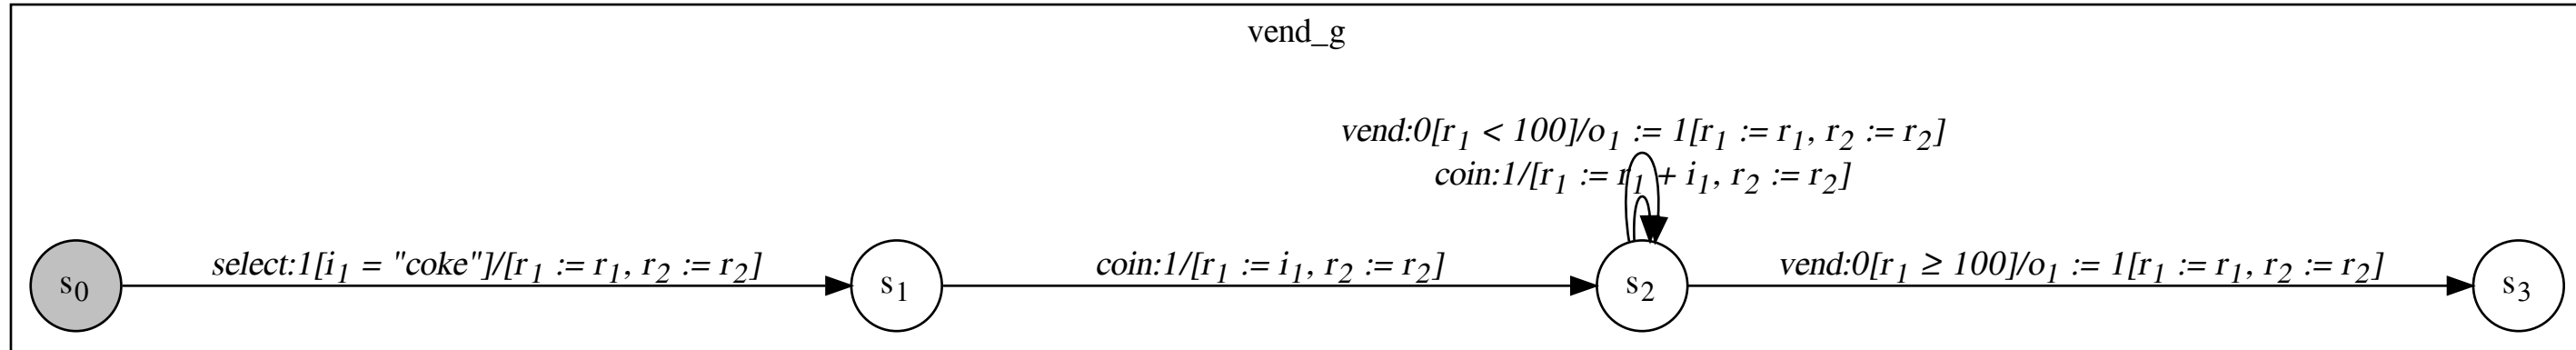 vend_g
vend:0[r₁ < 100]/o₁ := 1[r₁ := r₁, r₂ := r₂]
coin:1/[r₁ := r₁ + i₁, r₂ := r₂]
s₀
select:1[i₁ = "coke"]/[r₁ := r₁, r₂ := r₂]
s₁
coin:1/[r₁ := i₁, r₂ := r₂]
s₂
vend:0[r₁ ≥ 100]/o₁ := 1[r₁ := r₁, r₂ := r₂]
s₃